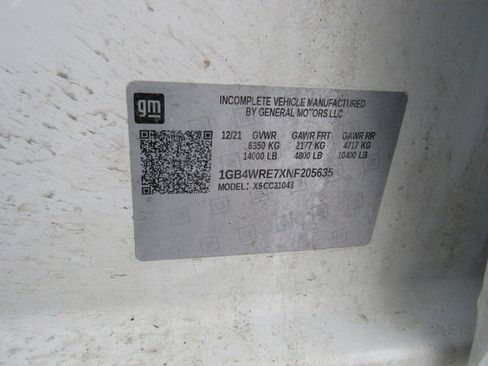 gm
INCOMPLETE VEHICLE MANUFACTURED
BY GENERAL MOTORS LLC
12/21 GVWR GAWR FRT GAWR RR
6350 KG 2177 KG 4717 KG
14000 LB 4800 LB 10400 LB
1GB4WRE7XNF205635
MODEL: X5CC31043